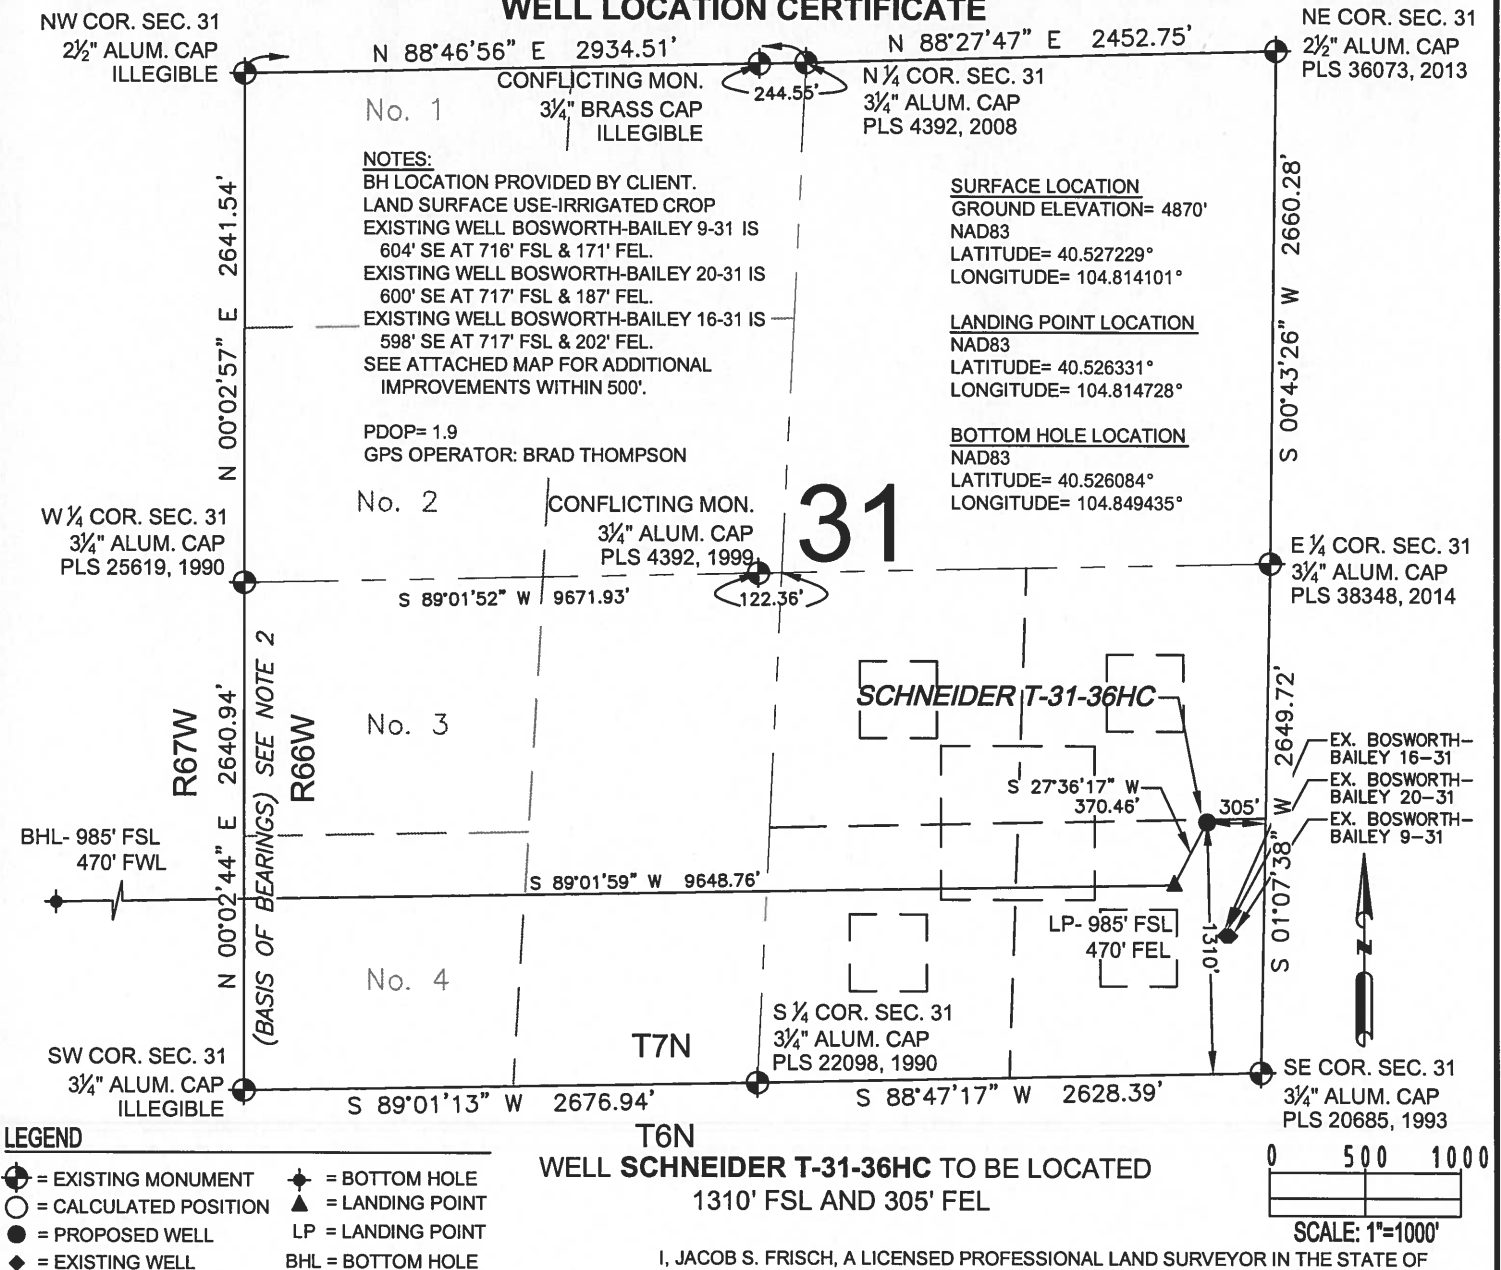 WELL LOCATION CERTIFICATE
NW COR. SEC. 31
2½" ALUM. CAP
ILLEGIBLE
N 88°46'56" E 2934.51'
N 88°27'47" E 2452.75'
NE COR. SEC. 31
2½" ALUM. CAP
PLS 36073, 2013
CONFLICTING MON.
3¼" BRASS CAP
ILLEGIBLE
244.55'
N ¼ COR. SEC. 31
3¼" ALUM. CAP
PLS 4392, 2008
No. 1
NOTES:
BH LOCATION PROVIDED BY CLIENT.
LAND SURFACE USE-IRRIGATED CROP
EXISTING WELL BOSWORTH-BAILEY 9-31 IS
604' SE AT 716' FSL & 171' FEL.
EXISTING WELL BOSWORTH-BAILEY 20-31 IS
600' SE AT 717' FSL & 187' FEL.
EXISTING WELL BOSWORTH-BAILEY 16-31 IS
598' SE AT 717' FSL & 202' FEL.
SEE ATTACHED MAP FOR ADDITIONAL
IMPROVEMENTS WITHIN 500'.
PDOP= 1.9
GPS OPERATOR: BRAD THOMPSON
SURFACE LOCATION
GROUND ELEVATION= 4870'
NAD83
LATITUDE= 40.527229°
LONGITUDE= 104.814101°
LANDING POINT LOCATION
NAD83
LATITUDE= 40.526331°
LONGITUDE= 104.814728°
BOTTOM HOLE LOCATION
NAD83
LATITUDE= 40.526084°
LONGITUDE= 104.849435°
N 00°02'57" E 2641.54'
S 00°43'26" W 2660.28'
No. 2
CONFLICTING MON.
3¼" ALUM. CAP
PLS 4392, 1999
31
W ¼ COR. SEC. 31
3¼" ALUM. CAP
PLS 25619, 1990
E ¼ COR. SEC. 31
3¼" ALUM. CAP
PLS 38348, 2014
S 89°01'52" W 9671.93'
122.36'
SCHNEIDER T-31-36HC
No. 3
R67W
R66W
N 00°02'44" E 2640.94'
(BASIS OF BEARINGS) SEE NOTE 2
S 01°07'38" W 2649.72'
EX. BOSWORTH-
BAILEY 16-31
EX. BOSWORTH-
BAILEY 20-31
EX. BOSWORTH-
BAILEY 9-31
S 27°36'17" W
370.46'
305'
BHL- 985' FSL
470' FWL
S 89°01'59" W 9648.76'
LP- 985' FSL
470' FEL
1310'
N
No. 4
S ¼ COR. SEC. 31
3¼" ALUM. CAP
PLS 22098, 1990
T7N
SW COR. SEC. 31
3¼" ALUM. CAP
ILLEGIBLE
SE COR. SEC. 31
3¼" ALUM. CAP
PLS 20685, 1993
S 89°01'13" W 2676.94'
S 88°47'17" W 2628.39'
T6N
LEGEND
= EXISTING MONUMENT
= CALCULATED POSITION
= PROPOSED WELL
= EXISTING WELL
= BOTTOM HOLE
= LANDING POINT
LP = LANDING POINT
BHL = BOTTOM HOLE
WELL SCHNEIDER T-31-36HC TO BE LOCATED
1310' FSL AND 305' FEL
0 500 1000
SCALE: 1"=1000'
I, JACOB S. FRISCH, A LICENSED PROFESSIONAL LAND SURVEYOR IN THE STATE OF